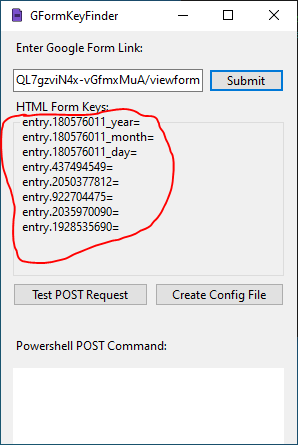 GFormKeyFinder
Enter Google Form Link:
QL7gzviN4x-vGfmxMuA/viewform
Submit
HTML Form Keys:
entry.180576011_year=
entry.180576011_month=
entry.180576011_day=
entry.437494549=
entry.2050377812=
entry.922704475=
entry.2035970090=
entry.1928535690=
Test POST Request
Create Config File
Powershell POST Command: